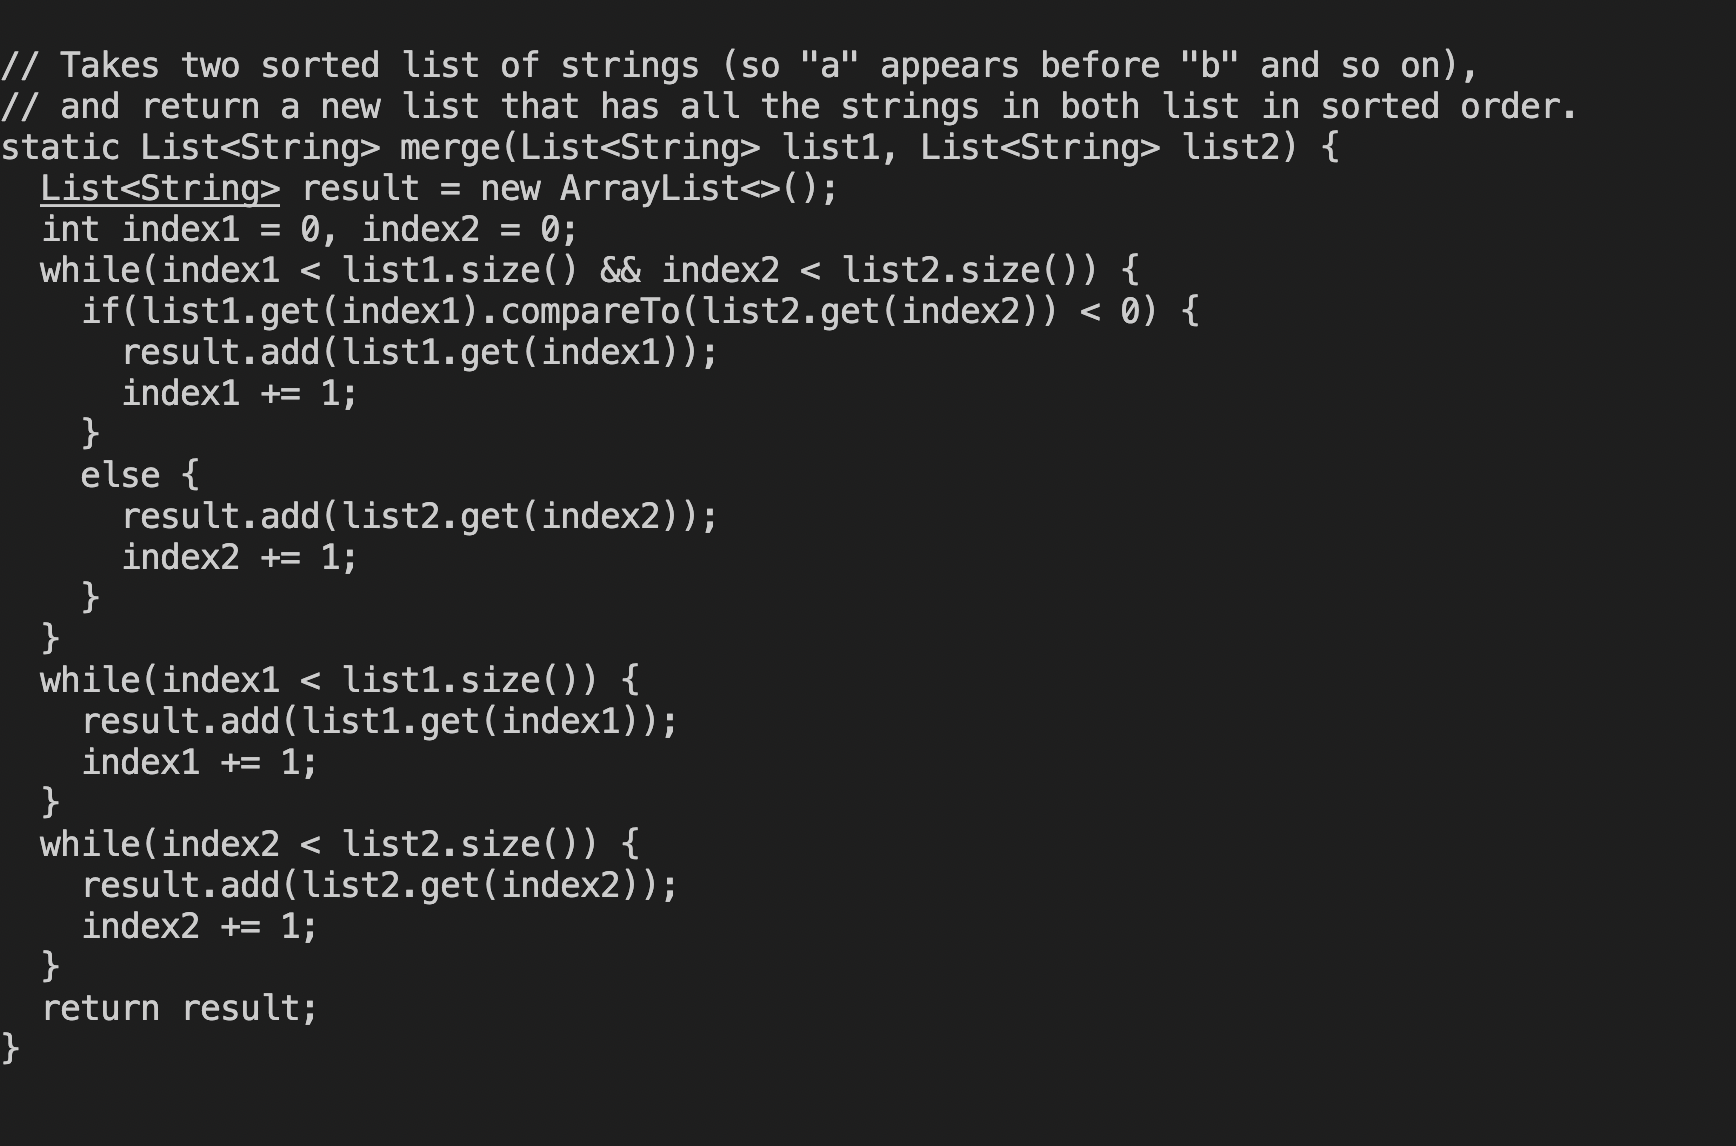 // Takes two sorted list of strings (so "a" appears before "b" and so on),
// and return a new list that has all the strings in both list in sorted order.
static List<String> merge(List<String> list1, List<String> list2) {
  List<String> result = new ArrayList<>();
  int index1 = 0, index2 = 0;
  while(index1 < list1.size() && index2 < list2.size()) {
    if(list1.get(index1).compareTo(list2.get(index2)) < 0) {
      result.add(list1.get(index1));
      index1 += 1;
    }
    else {
      result.add(list2.get(index2));
      index2 += 1;
    }
  }
  while(index1 < list1.size()) {
    result.add(list1.get(index1));
    index1 += 1;
  }
  while(index2 < list2.size()) {
    result.add(list2.get(index2));
    index2 += 1;
  }
  return result;
}